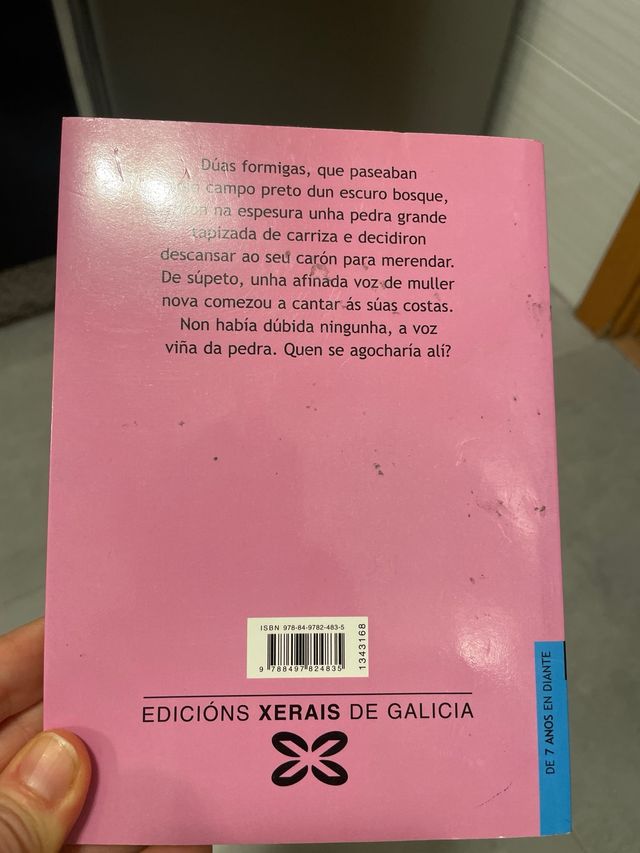 Dúas formigas, que paseaban
campo preto dun escuro bosque,
na espesura unha pedra grande
tapizada de carriza e decidiron
descansar ao seu carón para merendar.
De súpeto, unha afinada voz de muller
nova comezou a cantar ás súas costas.
Non había dúbida ningunha, a voz
viña da pedra. Quen se agocharía alí?
ISBN 978-84-9782-483-5
9 788497 824835
1343168
EDICIÓNS XERAIS DE GALICIA
DE 7 ANOS EN DIANTE